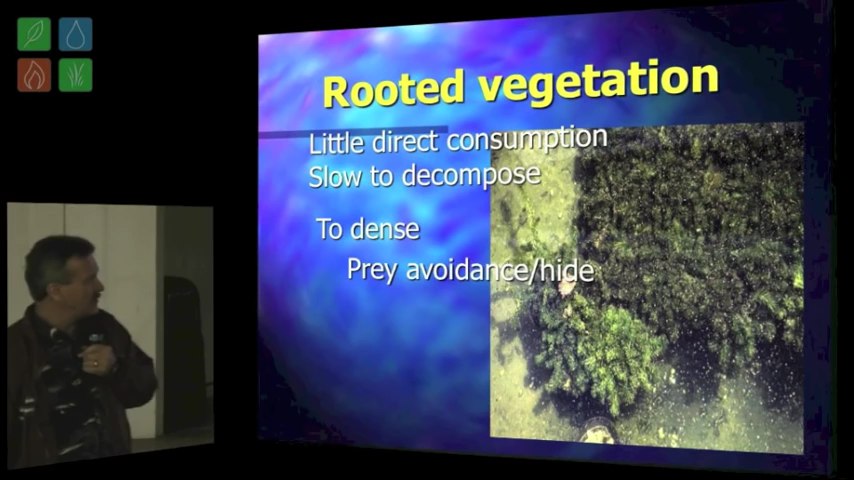 Rooted vegetation
Little direct consumption
Slow to decompose
To dense
Prey avoidance/hide